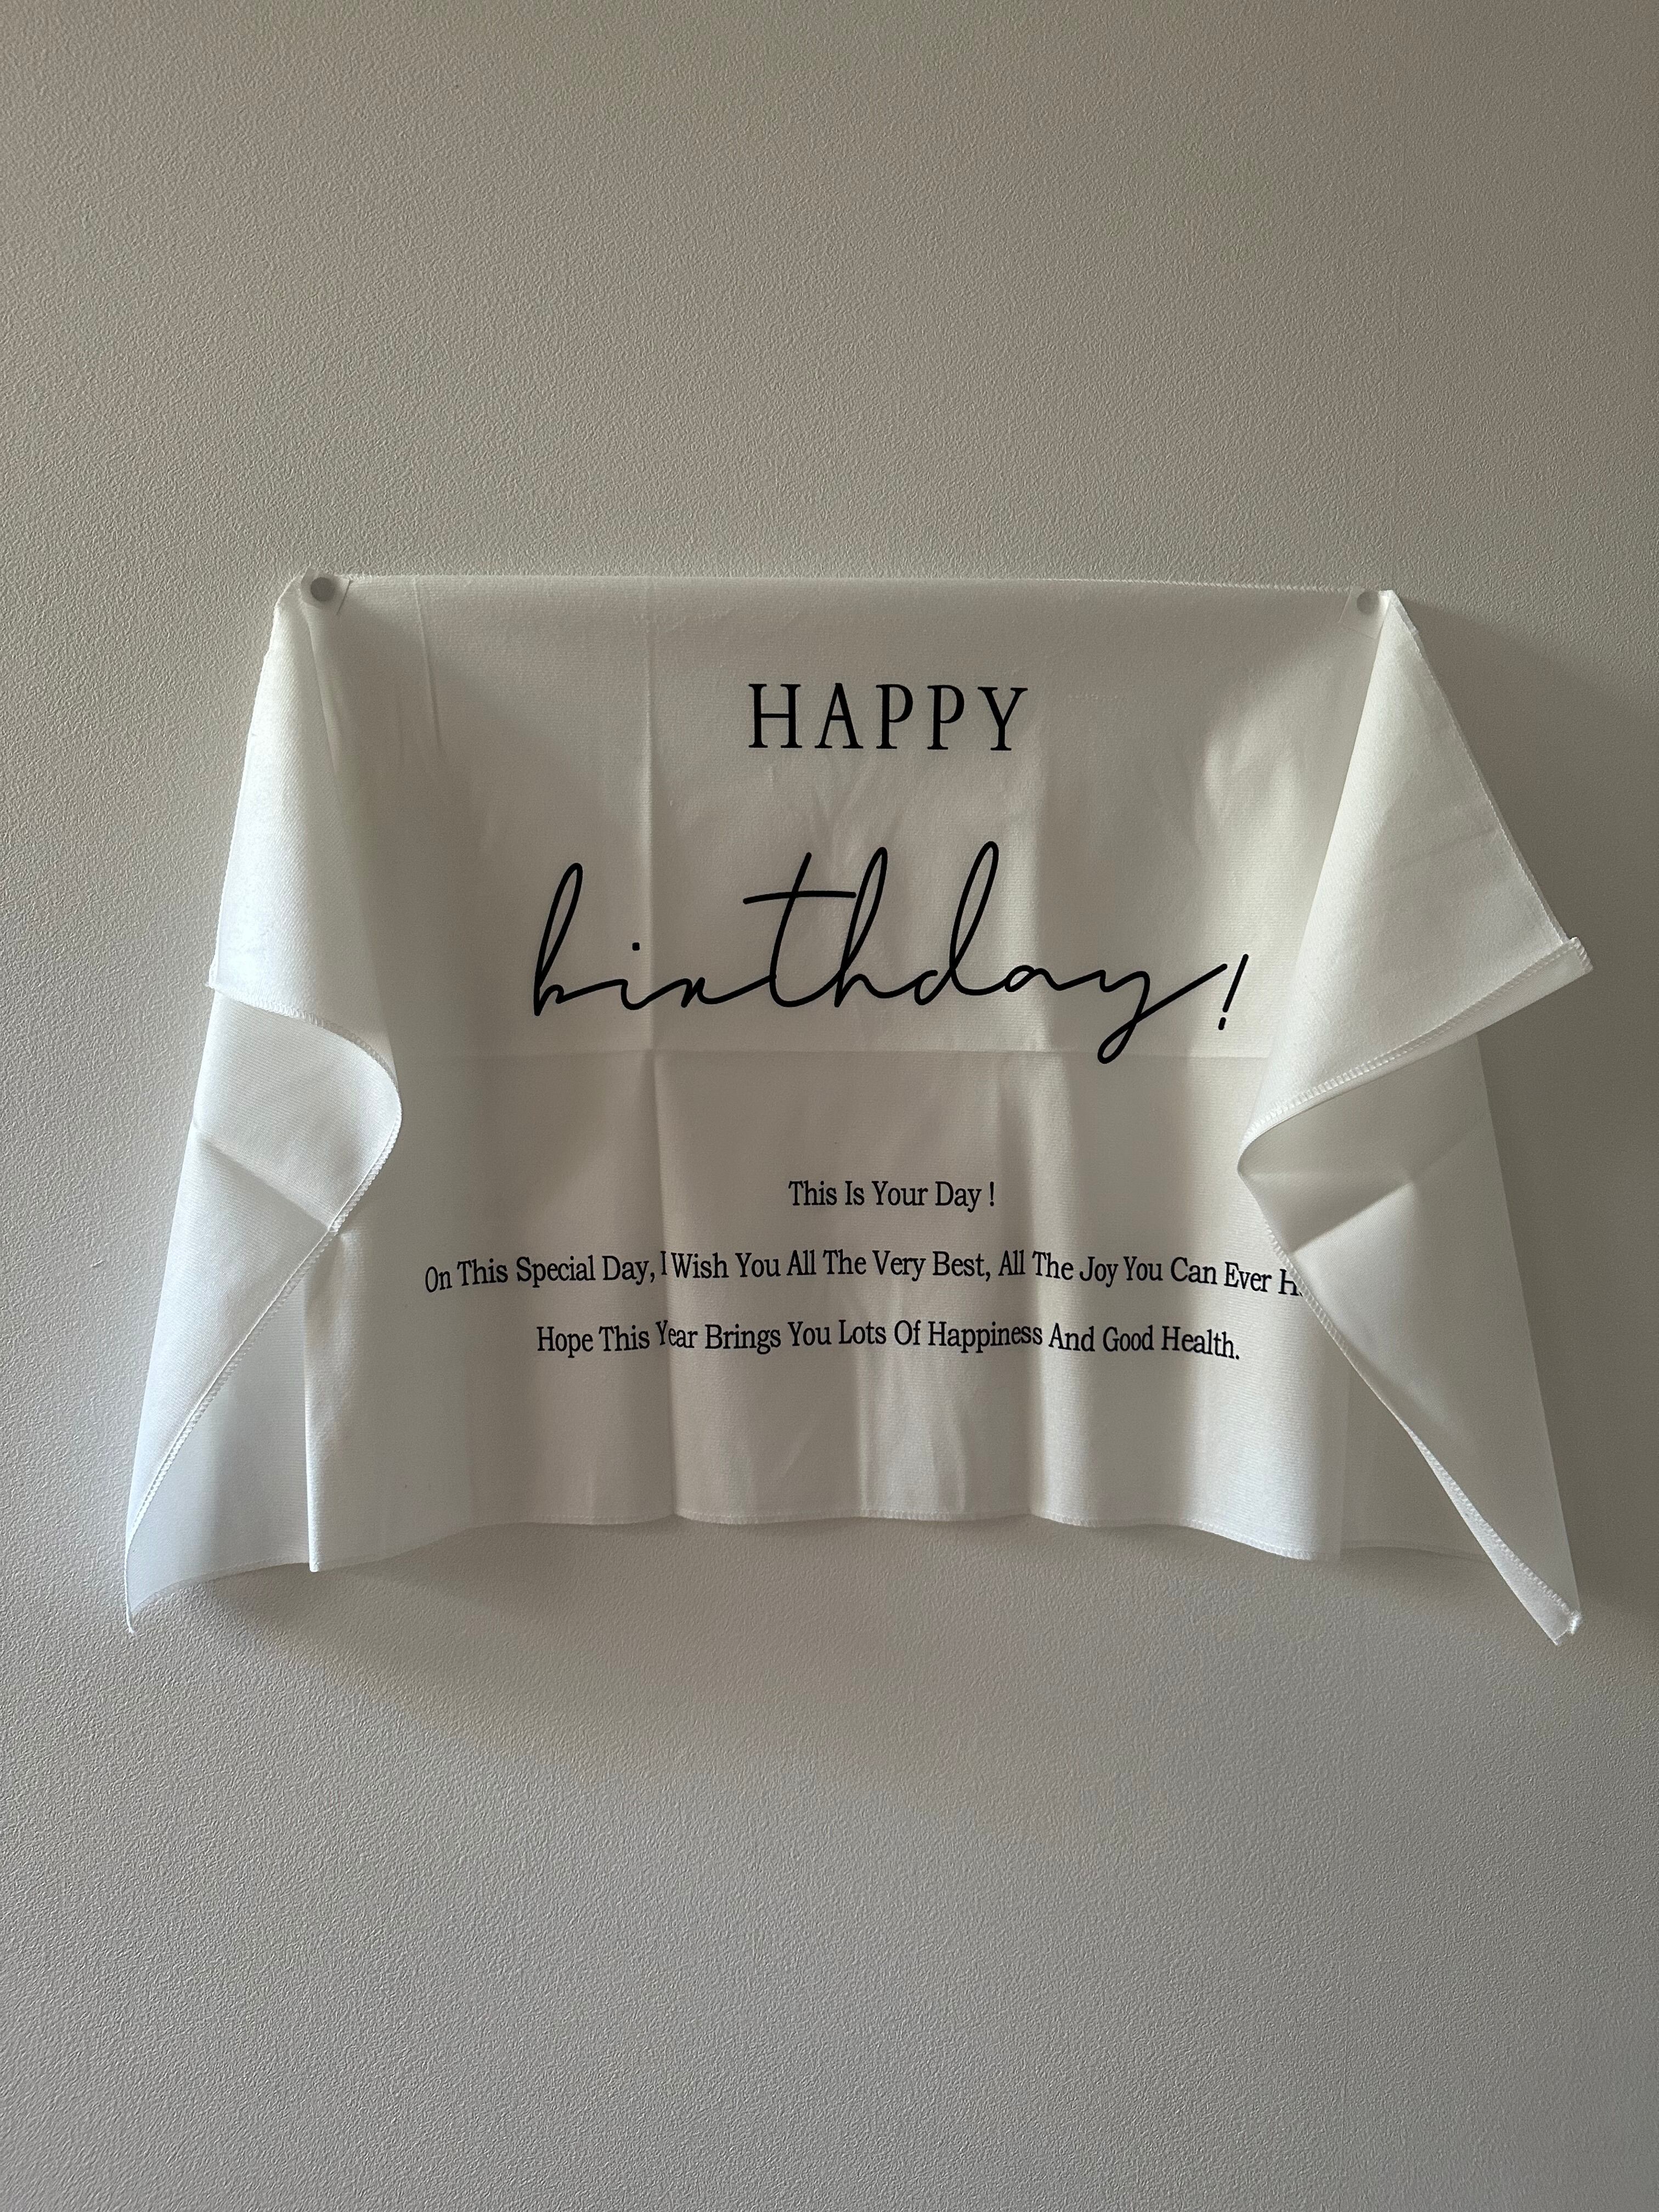 HAPPY
birthday!
This Is Your Day !
On This Special Day, I Wish You All The Very Best, All The Joy You Can Ever
Hope This Year Brings You Lots Of Happiness And Good Health.